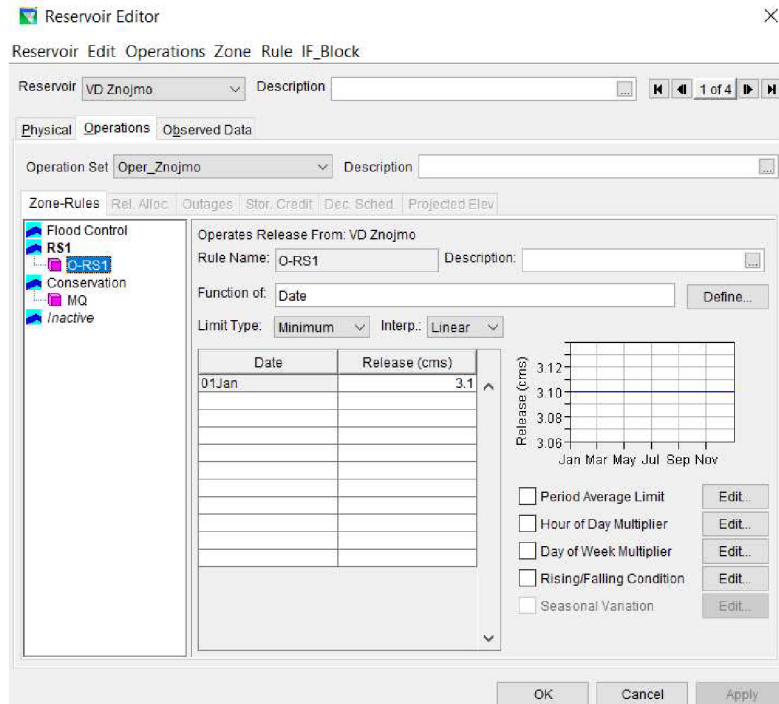 Reservoir Editor
Reservoir Edit Operations Zone Rule IF_Block
Reservoir VD Znojmo Description ... 1 of 4
Physical Operations Observed Data
Operation Set Oper_Znojmo Description ...
Zone-Rules Rel. Alloc. Outages Stor. Credit Dec. Sched. Projected Elev
Flood Control
RS1
O-RS1
Conservation
MQ
Inactive
Operates Release From: VD Znojmo
Rule Name: O-RS1 Description: ...
Function of: Date Define...
Limit Type: Minimum Interp.: Linear
Date Release (cms)
01Jan 3.1
Release (cms)
3.12
3.10
3.08
3.06
Jan Mar May Jul Sep Nov
Period Average Limit Edit...
Hour of Day Multiplier Edit...
Day of Week Multiplier Edit...
Rising/Falling Condition Edit...
Seasonal Variation Edit...
OK Cancel Apply